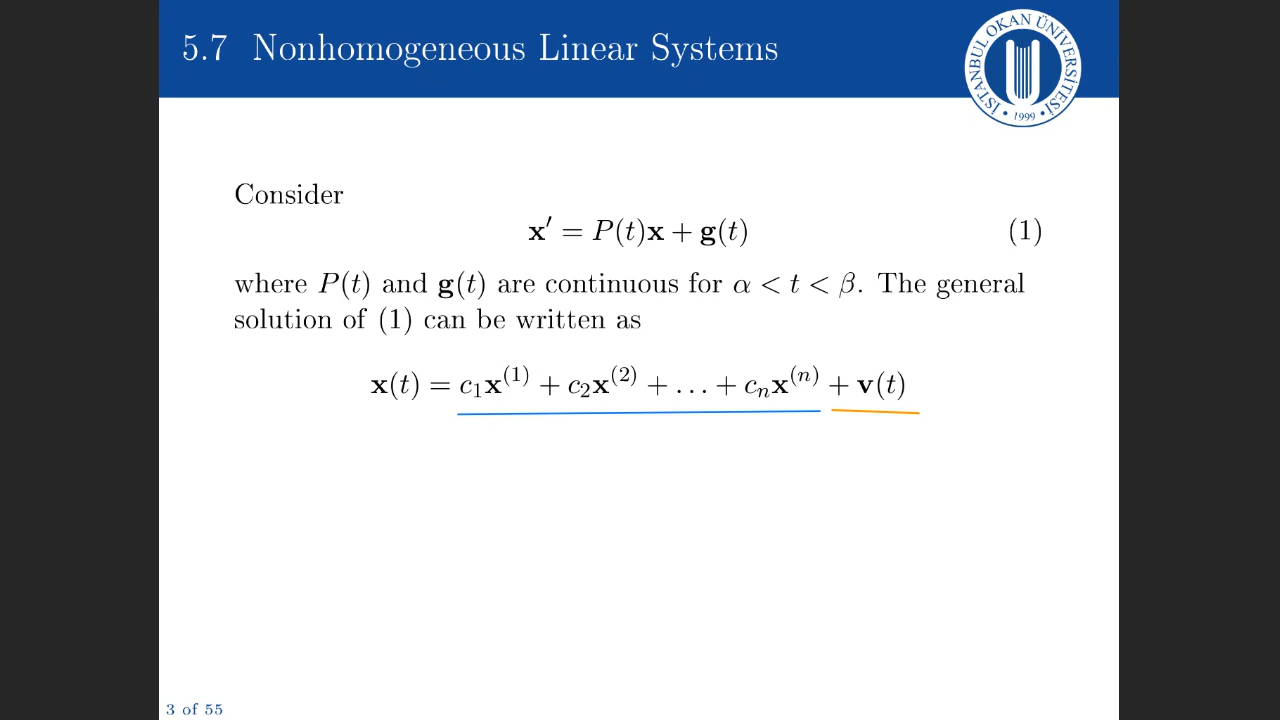 5.7 Nonhomogeneous Linear Systems
İSTANBUL OKAN ÜNİVERSİTESİ
• 1999 •
Consider
x′ = P(t)x + g(t) (1)
where P(t) and g(t) are continuous for α < t < β. The general
solution of (1) can be written as
x(t) = c₁x⁽¹⁾ + c₂x⁽²⁾ + . . . + cₙx⁽ⁿ⁾ + v(t)
3 of 55